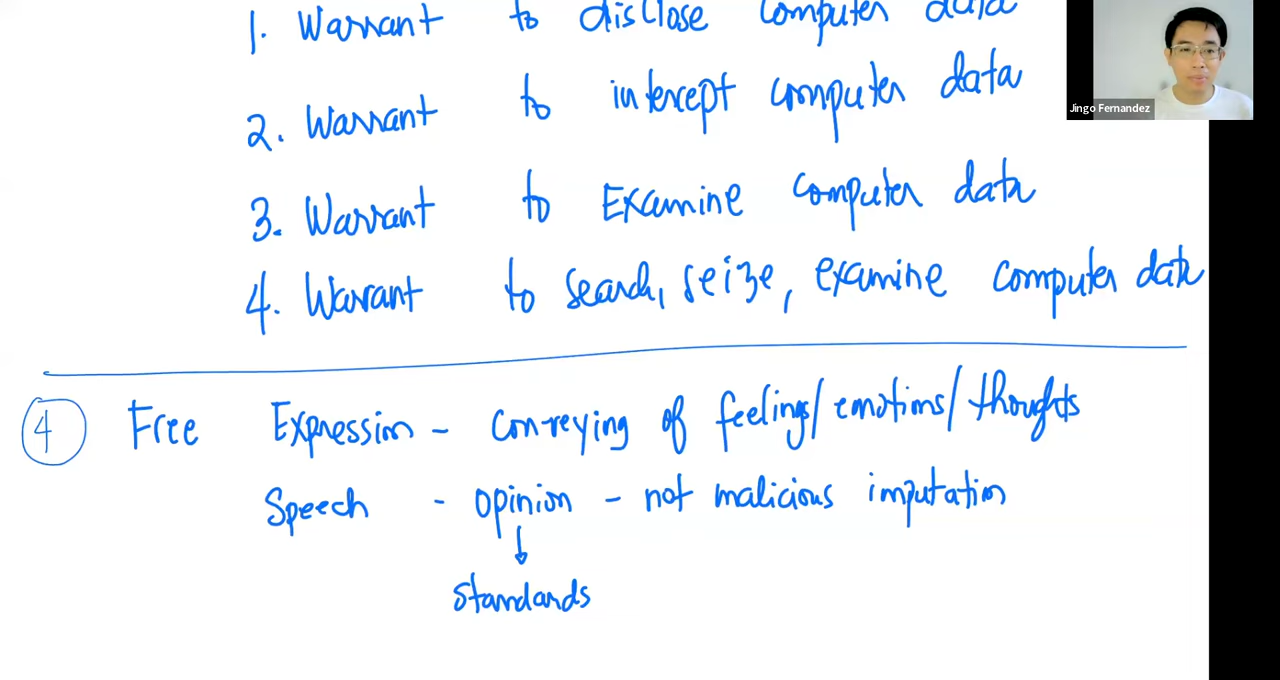 1. Warrant to disclose computer data
2. Warrant to intercept computer data
Jingo Fernandez
3. Warrant to Examine computer data
4. Warrant to search, seize, examine computer data
4 Free Expression - conveying of feelings/emotions/thoughts
Speech - opinion - not malicious imputation
↓
standards